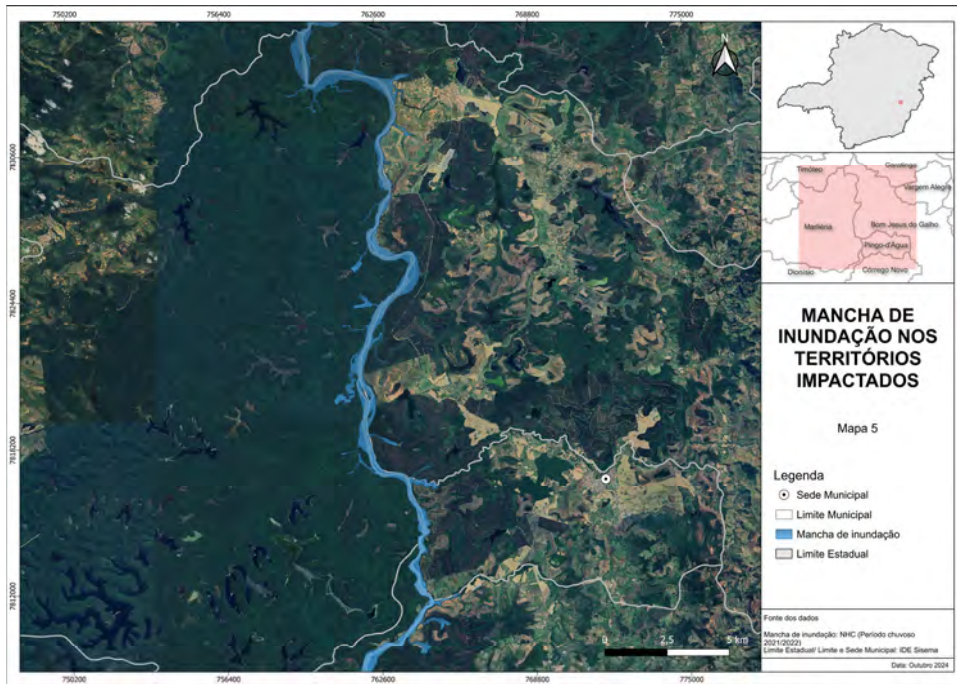 750200 756400 762600 768800 775000
7830600
7824400
7818200
7812000
N
0 2.5 5 km
750200 756400 762600 768800 775000
Timóteo
Caratinga
Vargem Alegre
Marliéria
Bom Jesus do Galho
Pingo-d'Água
Dionísio
Córrego Novo
MANCHA DE
INUNDAÇÃO NOS
TERRITÓRIOS
IMPACTADOS
Mapa 5
Legenda
Sede Municipal
Limite Municipal
Mancha de inundação
Limite Estadual
Fonte dos dados
Mancha de inundação: NHC (Período chuvoso
2021/2022)
Limite Estadual/ Limite e Sede Municipal: IDE Sisema
Data: Outubro 2024